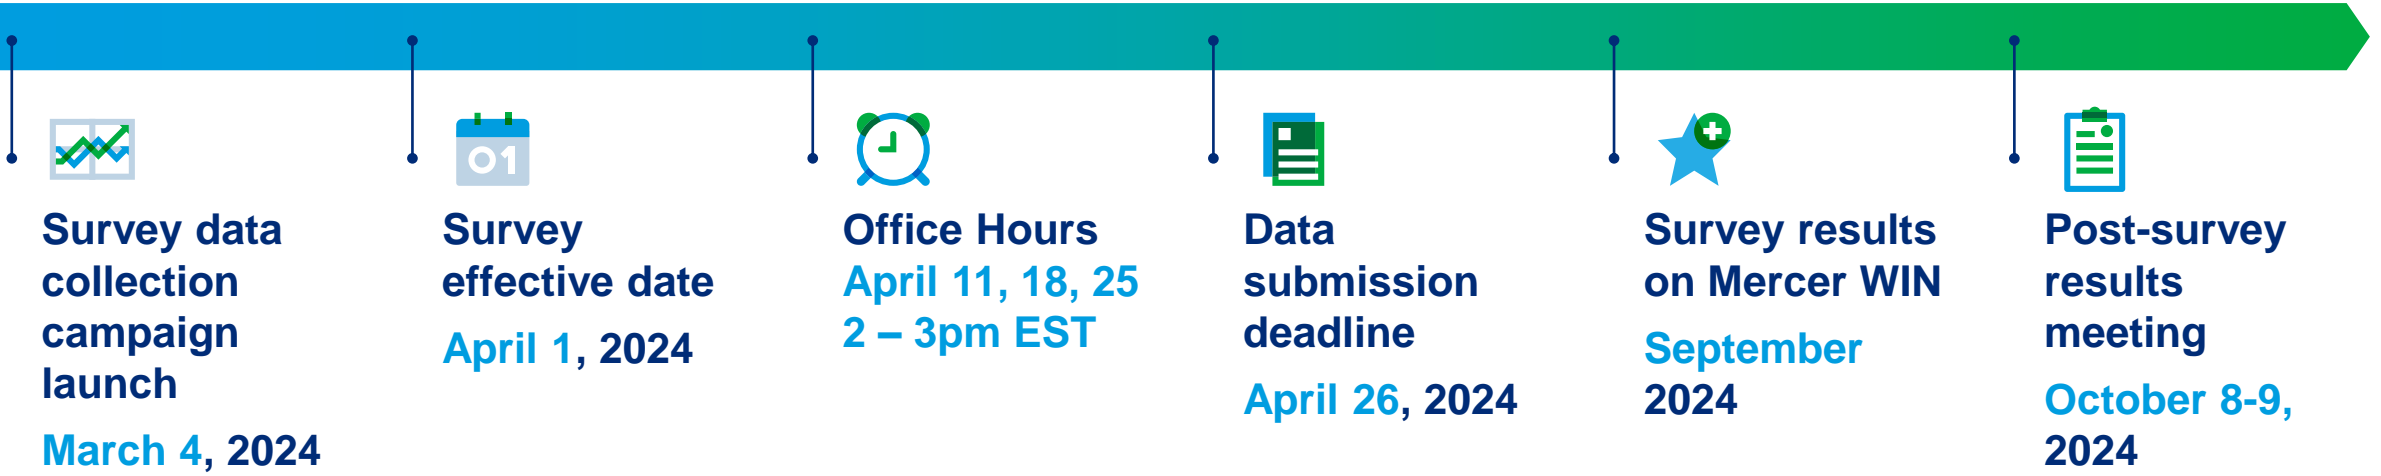 01
Survey data
collection
campaign
launch
March 4, 2024
Survey
effective date
April 1, 2024
Office Hours
April 11, 18, 25
2 – 3pm EST
Data
submission
deadline
April 26, 2024
Survey results
on Mercer WIN
September
2024
Post-survey
results
meeting
October 8-9,
2024